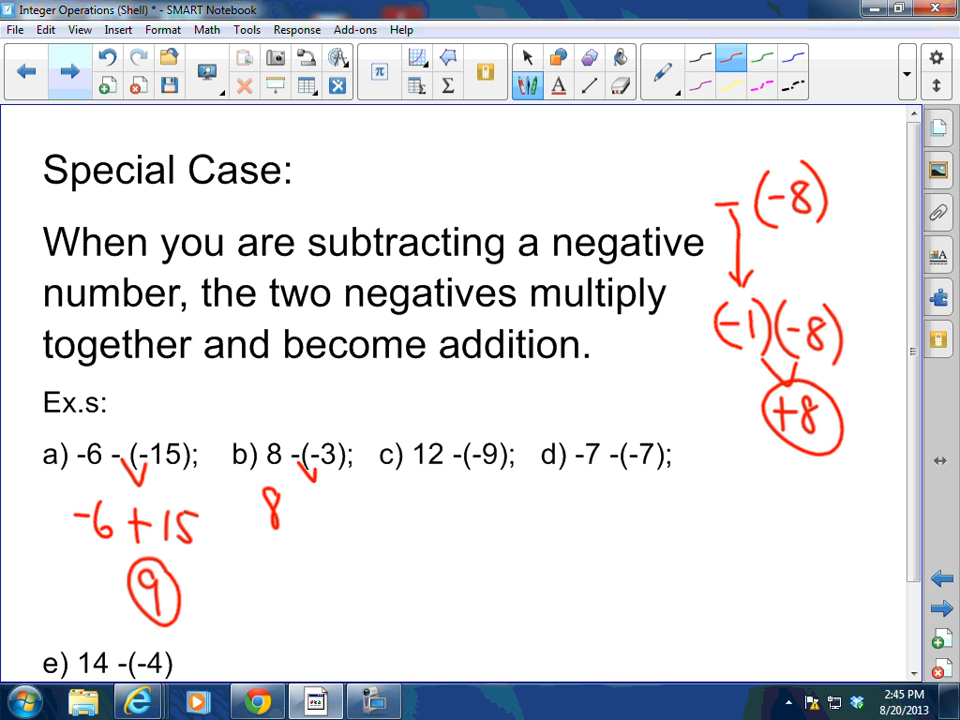 Integer Operations (Shell) * - SMART Notebook
File Edit View Insert Format Math Tools Response Add-ons Help
Special Case:
- (-8)
When you are subtracting a negative
number, the two negatives multiply
(-1)(-8)
together and become addition.
+8
Ex.s:
a) -6 - (-15); b) 8 -(-3); c) 12 -(-9); d) -7 -(-7);
-6 + 15 8
9
e) 14 -(-4)
2:45 PM
8/20/2013